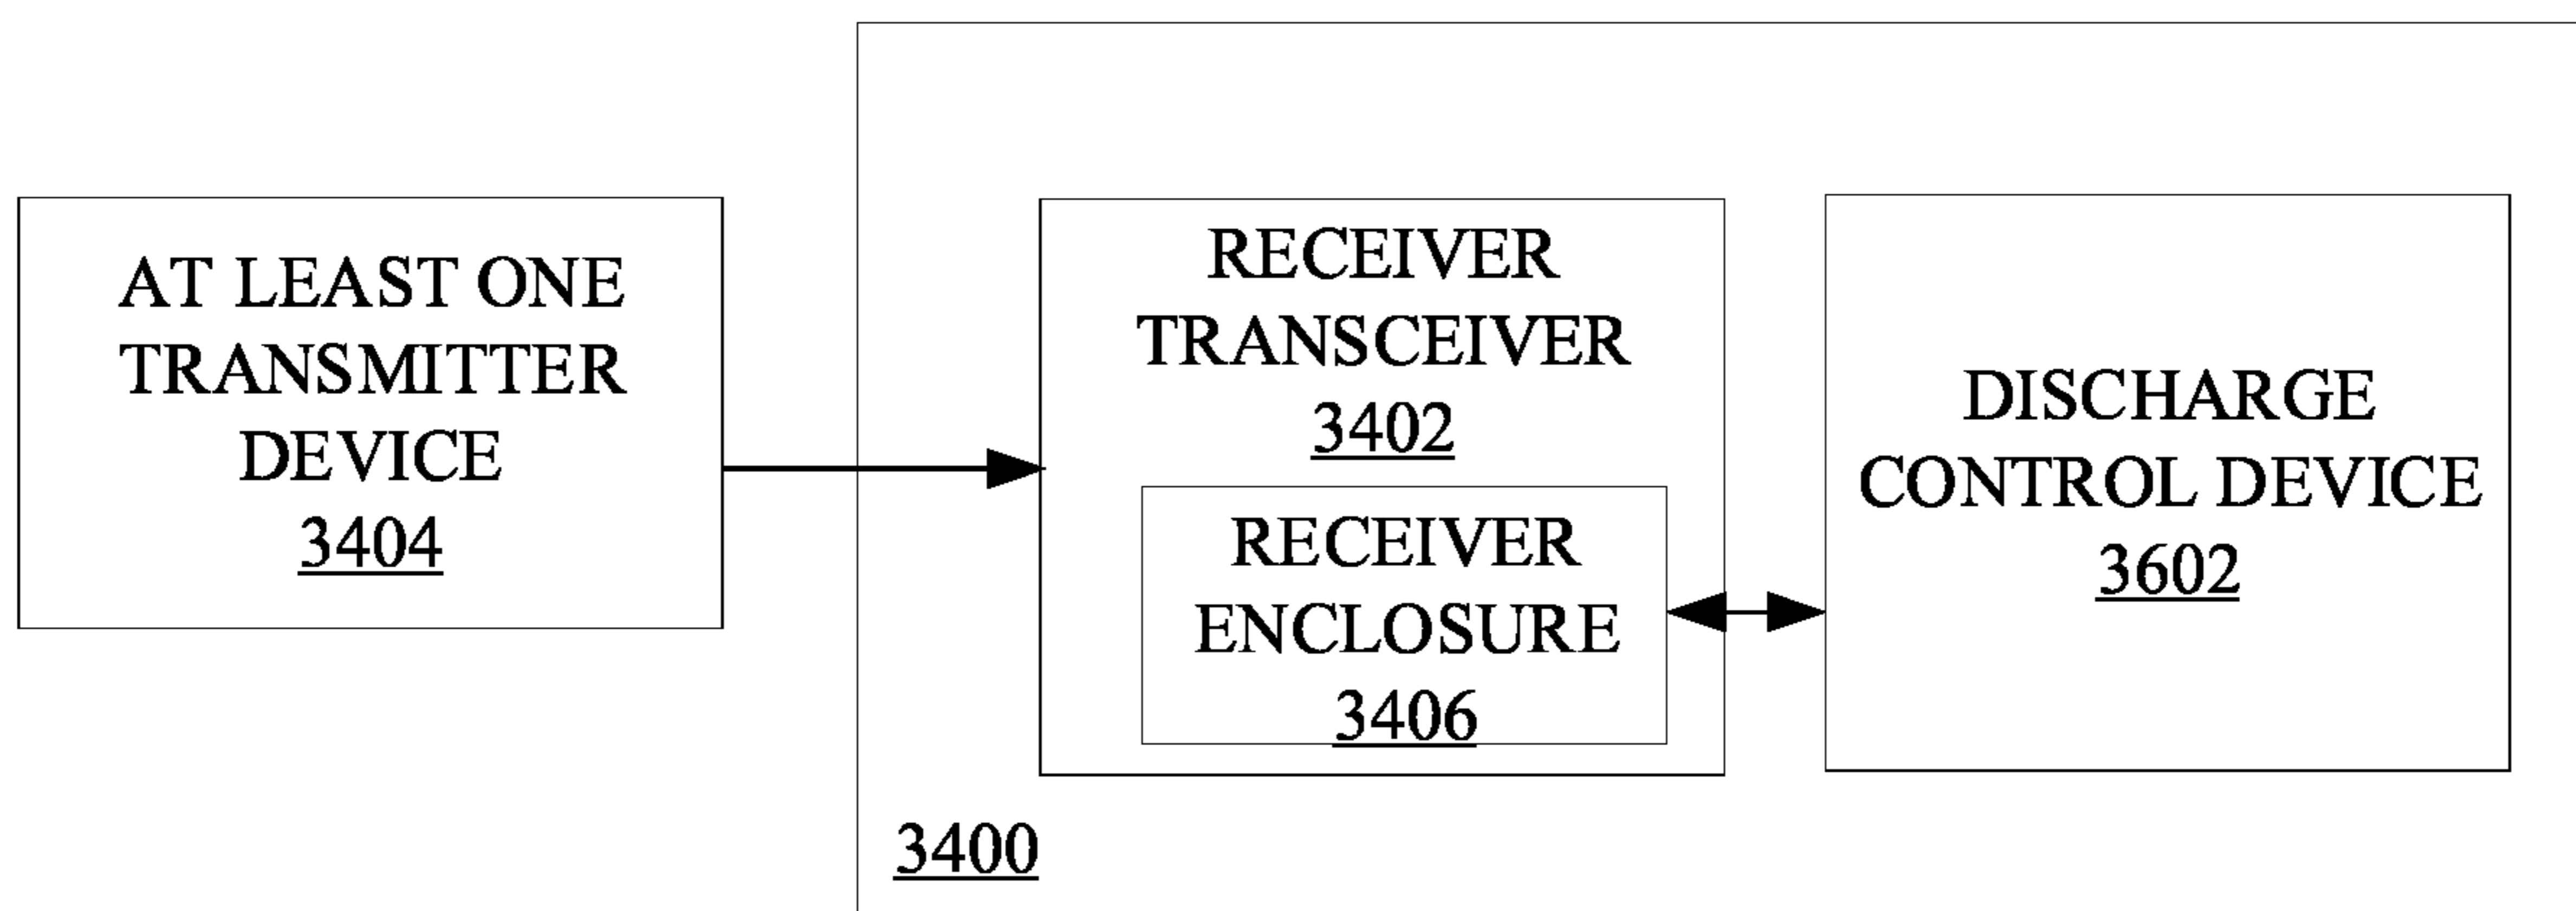 AT LEAST ONE
TRANSMITTER
DEVICE
3404
RECEIVER
TRANSCEIVER
3402
RECEIVER
ENCLOSURE
3406
DISCHARGE
CONTROL DEVICE
3602
3400